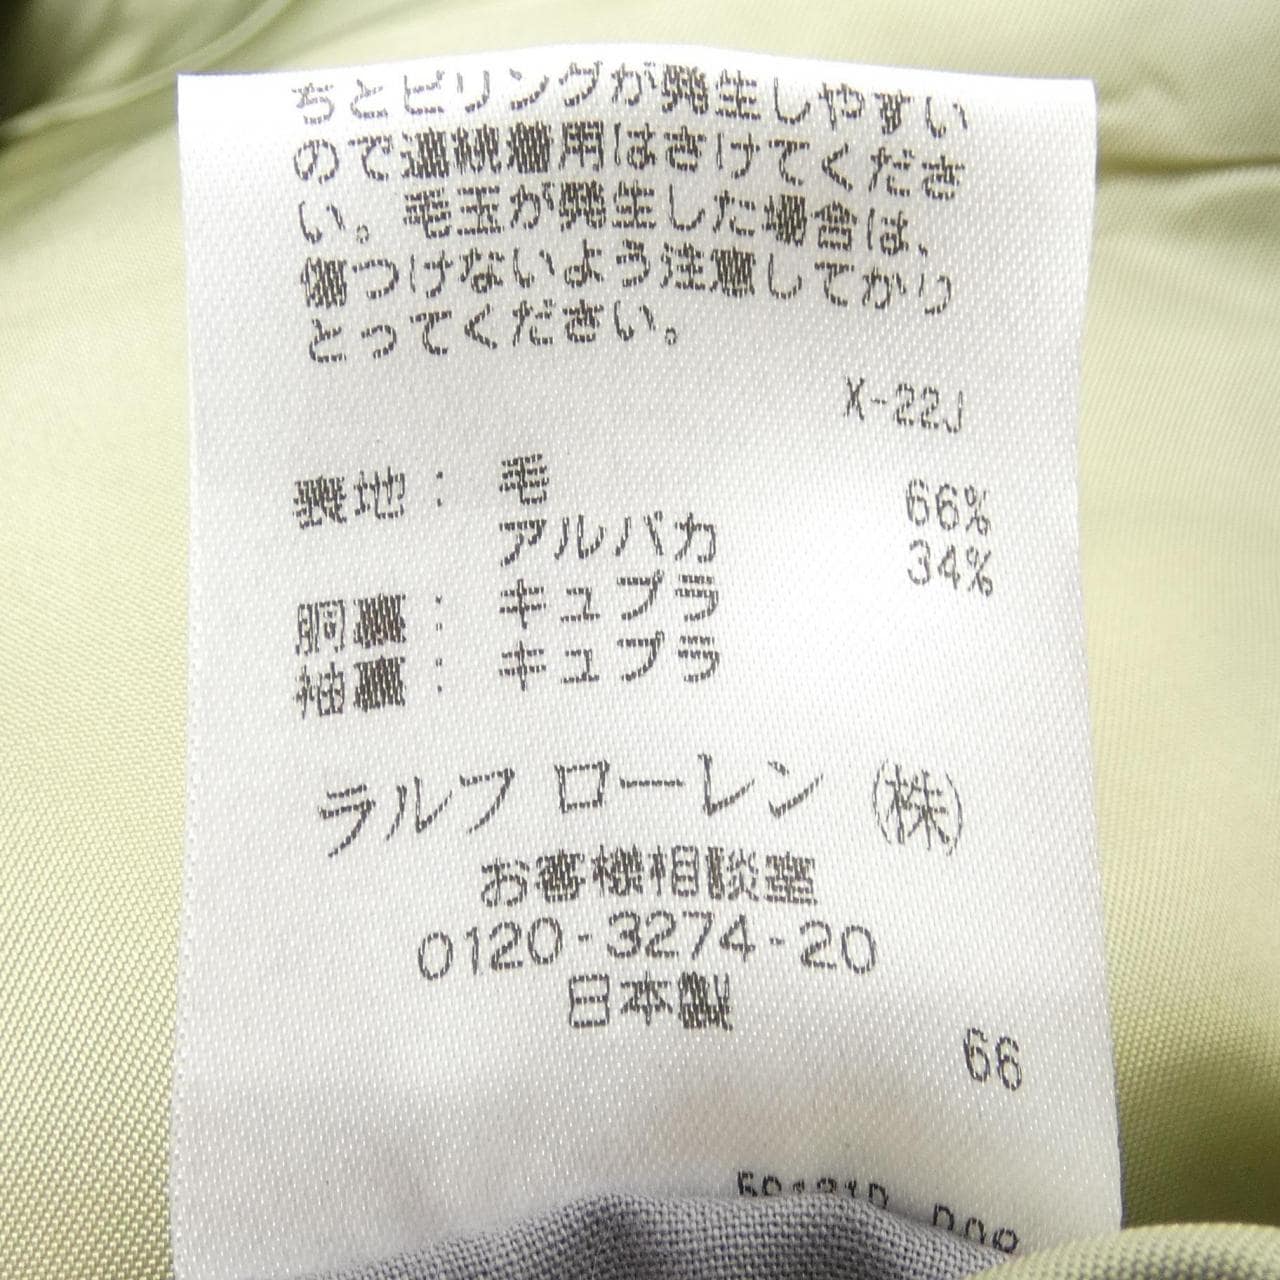 ちとピリングが発生しやすい
ので連続着用はさけてくださ
い。毛玉が発生した場合は、
傷つけないよう注意してかり
とってください。
X-22J
表地: 毛 66%
アルパカ 34%
胴裏: キュプラ
袖裏: キュプラ
ラルフ ローレン (株)
お客様相談室
0120-3274-20
日本製
66